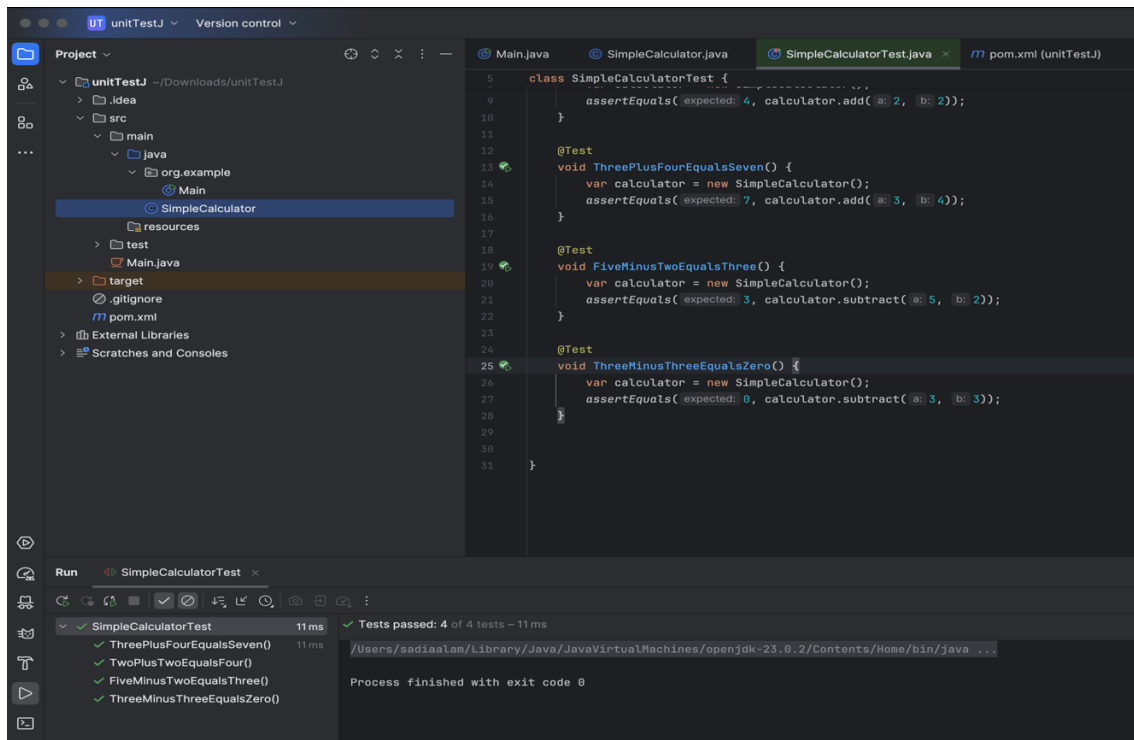 UT unitTestJ Version control
Project
unitTestJ ~/Downloads/unitTestJ
.idea
src
main
java
org.example
Main
SimpleCalculator
resources
test
Main.java
target
.gitignore
m pom.xml
External Libraries
Scratches and Consoles
Main.java SimpleCalculator.java SimpleCalculatorTest.java × m pom.xml (unitTestJ)
5 class SimpleCalculatorTest {
9 assertEquals( expected: 4, calculator.add( a: 2, b: 2));
10 }
11
12 @Test
13 void ThreePlusFourEqualsSeven() {
14 var calculator = new SimpleCalculator();
15 assertEquals( expected: 7, calculator.add( a: 3, b: 4));
16 }
17
18 @Test
19 void FiveMinusTwoEqualsThree() {
20 var calculator = new SimpleCalculator();
21 assertEquals( expected: 3, calculator.subtract( a: 5, b: 2));
22 }
23
24 @Test
25 void ThreeMinusThreeEqualsZero() {
26 var calculator = new SimpleCalculator();
27 assertEquals( expected: 0, calculator.subtract( a: 3, b: 3));
28 }
29
30
31 }
Run SimpleCalculatorTest ×
SimpleCalculatorTest 11 ms
ThreePlusFourEqualsSeven() 11 ms
TwoPlusTwoEqualsFour()
FiveMinusTwoEqualsThree()
ThreeMinusThreeEqualsZero()
Tests passed: 4 of 4 tests – 11 ms
/Users/sadiaalam/Library/Java/JavaVirtualMachines/openjdk-23.0.2/Contents/Home/bin/java ...
Process finished with exit code 0